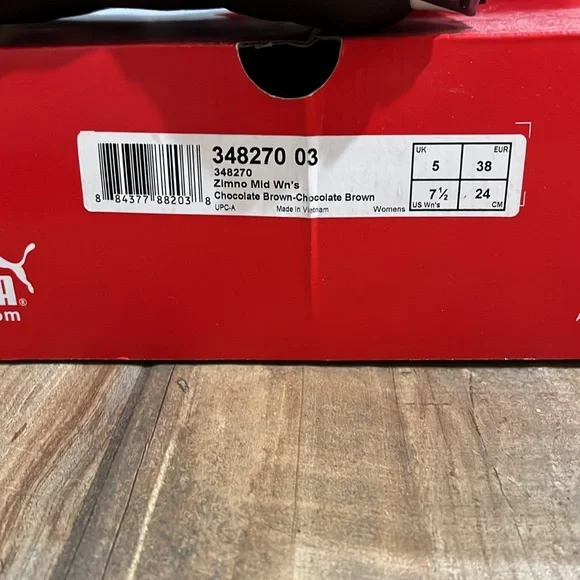 348270 03
348270
Zimno Mid Wn's
Chocolate Brown-Chocolate Brown
8 84377 88203 8
UPC-A Made in Vietnam Womens
UK EUR
5 38
7½ 24
US Wn's CM
A®
om